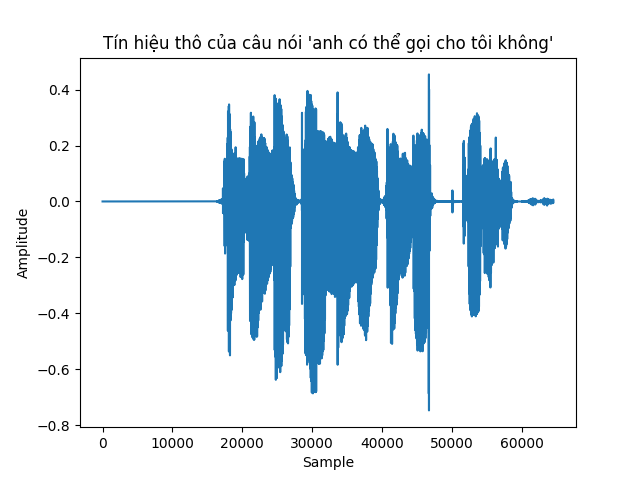 Tín hiệu thô của câu nói 'anh có thể gọi cho tôi không'
0.4
0.2
0.0
−0.2
−0.4
−0.6
−0.8
Amplitude
0 10000 20000 30000 40000 50000 60000
Sample